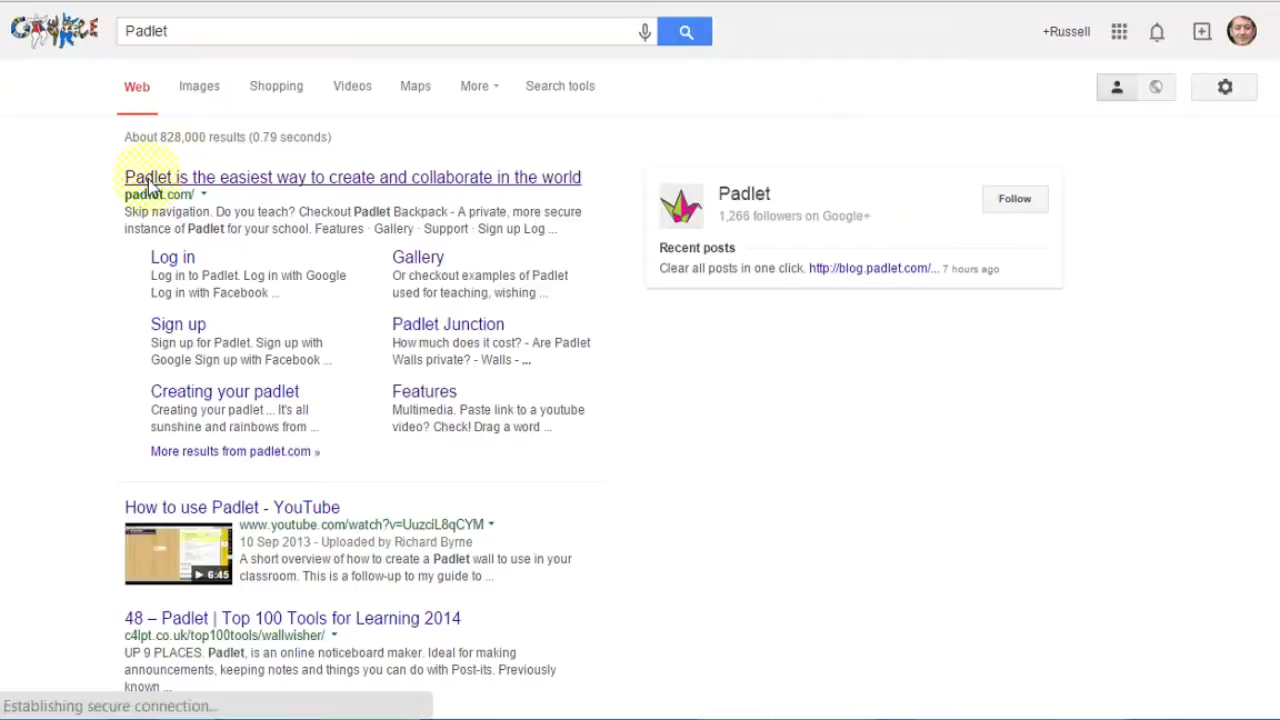 Padlet
+Russell
Web Images Shopping Videos Maps More Search tools
About 828,000 results (0.79 seconds)
Padlet is the easiest way to create and collaborate in the world
padlet.com/
Skip navigation. Do you teach? Checkout Padlet Backpack - A private, more secure
instance of Padlet for your school. Features · Gallery · Support · Sign up Log ...
Log in
Log in to Padlet. Log in with Google
Log in with Facebook ...
Gallery
Or checkout examples of Padlet
used for teaching, wishing ...
Sign up
Sign up for Padlet. Sign up with
Google Sign up with Facebook ...
Padlet Junction
How much does it cost? - Are Padlet
Walls private? - Walls - ...
Creating your padlet
Creating your padlet ... It's all
sunshine and rainbows from ...
Features
Multimedia. Paste link to a youtube
video? Check! Drag a word ...
More results from padlet.com »
How to use Padlet - YouTube
www.youtube.com/watch?v=UuzciL8qCYM
10 Sep 2013 - Uploaded by Richard Byrne
A short overview of how to create a Padlet wall to use in your
classroom. This is a follow-up to my guide to ...
6:45
48 – Padlet | Top 100 Tools for Learning 2014
c4lpt.co.uk/top100tools/wallwisher/
UP 9 PLACES. Padlet, is an online noticeboard maker. Ideal for making
announcements, keeping notes and things you can do with Post-its. Previously
known ...
Padlet
1,266 followers on Google+
Follow
Recent posts
Clear all posts in one click. http://blog.padlet.com/... 7 hours ago
Establishing secure connection...